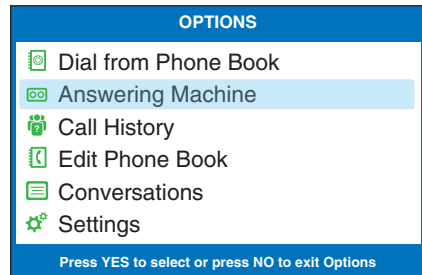 OPTIONS
Dial from Phone Book
Answering Machine
Call History
Edit Phone Book
Conversations
Settings
Press YES to select or press NO to exit Options